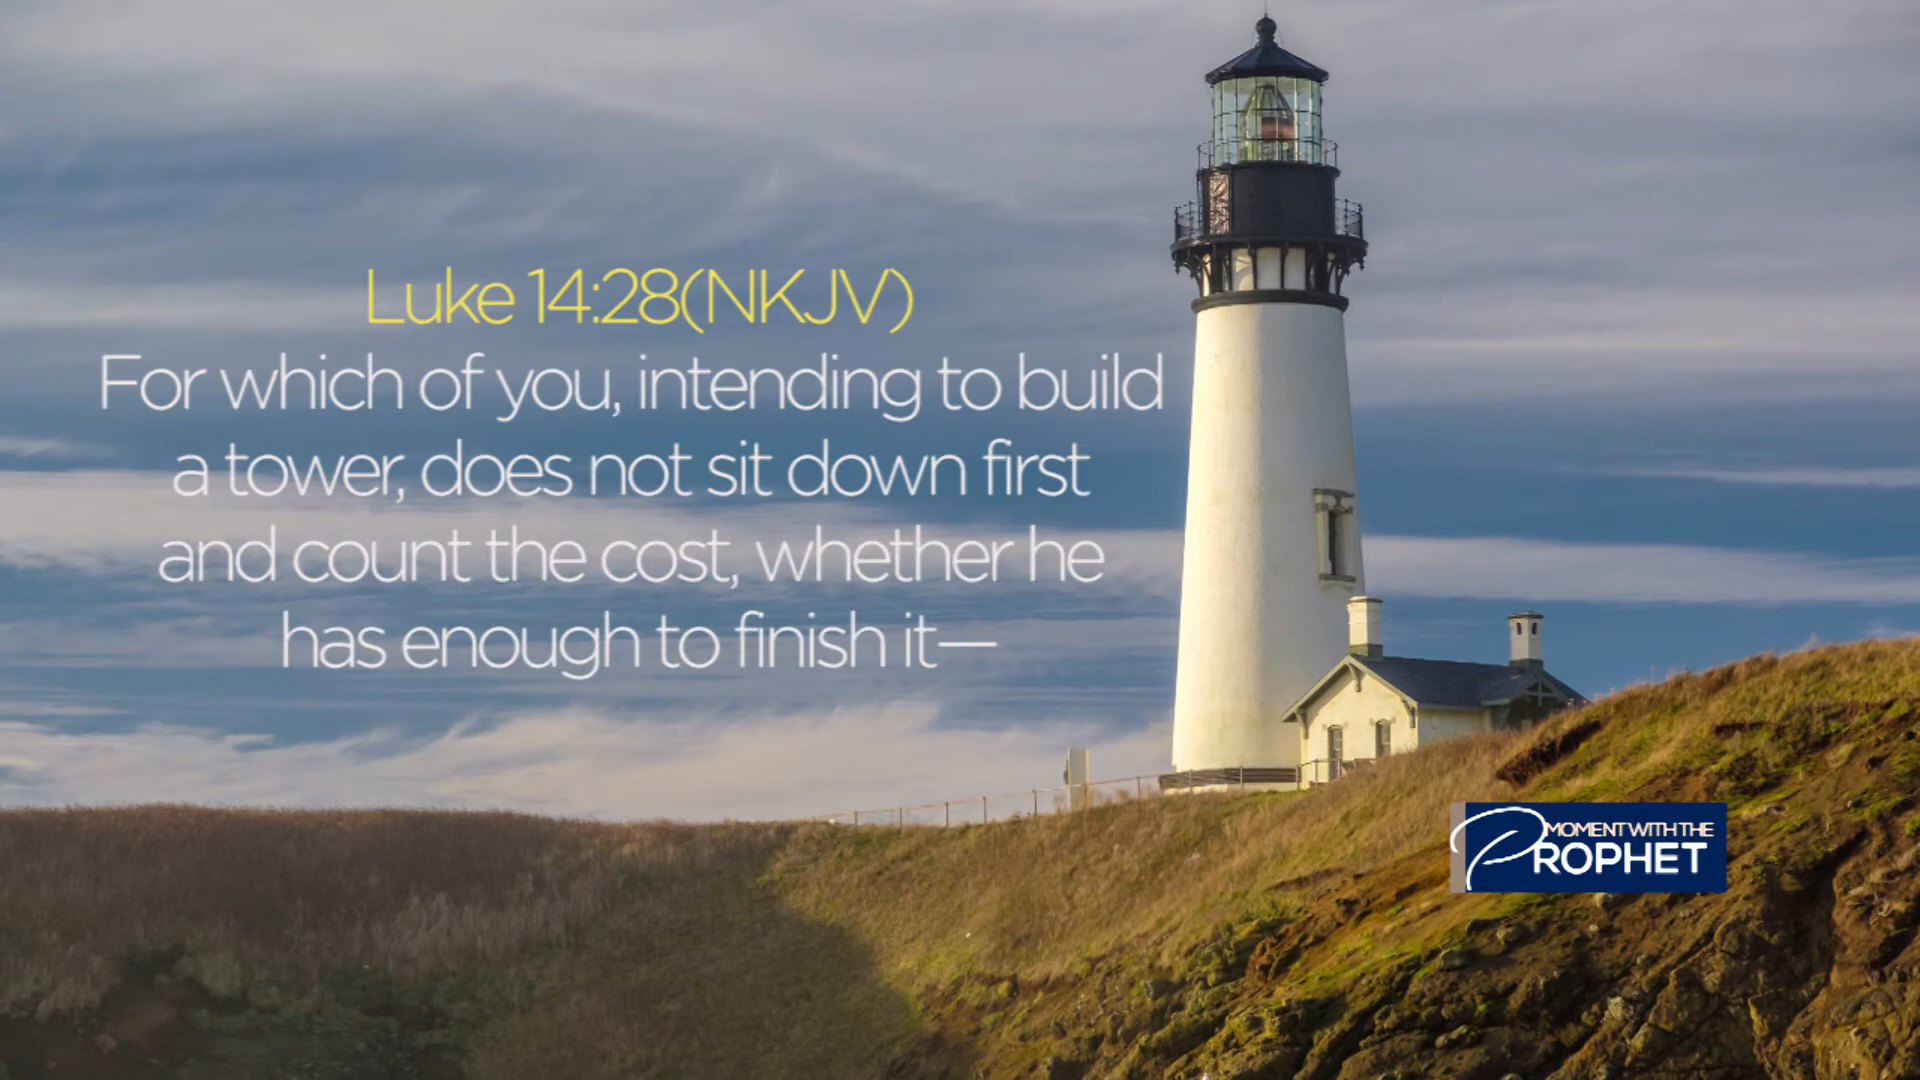 Luke 14:28(NKJV)
For which of you, intending to build
a tower, does not sit down first
and count the cost, whether he
has enough to finish it—
MOMENT WITH THE
PROPHET